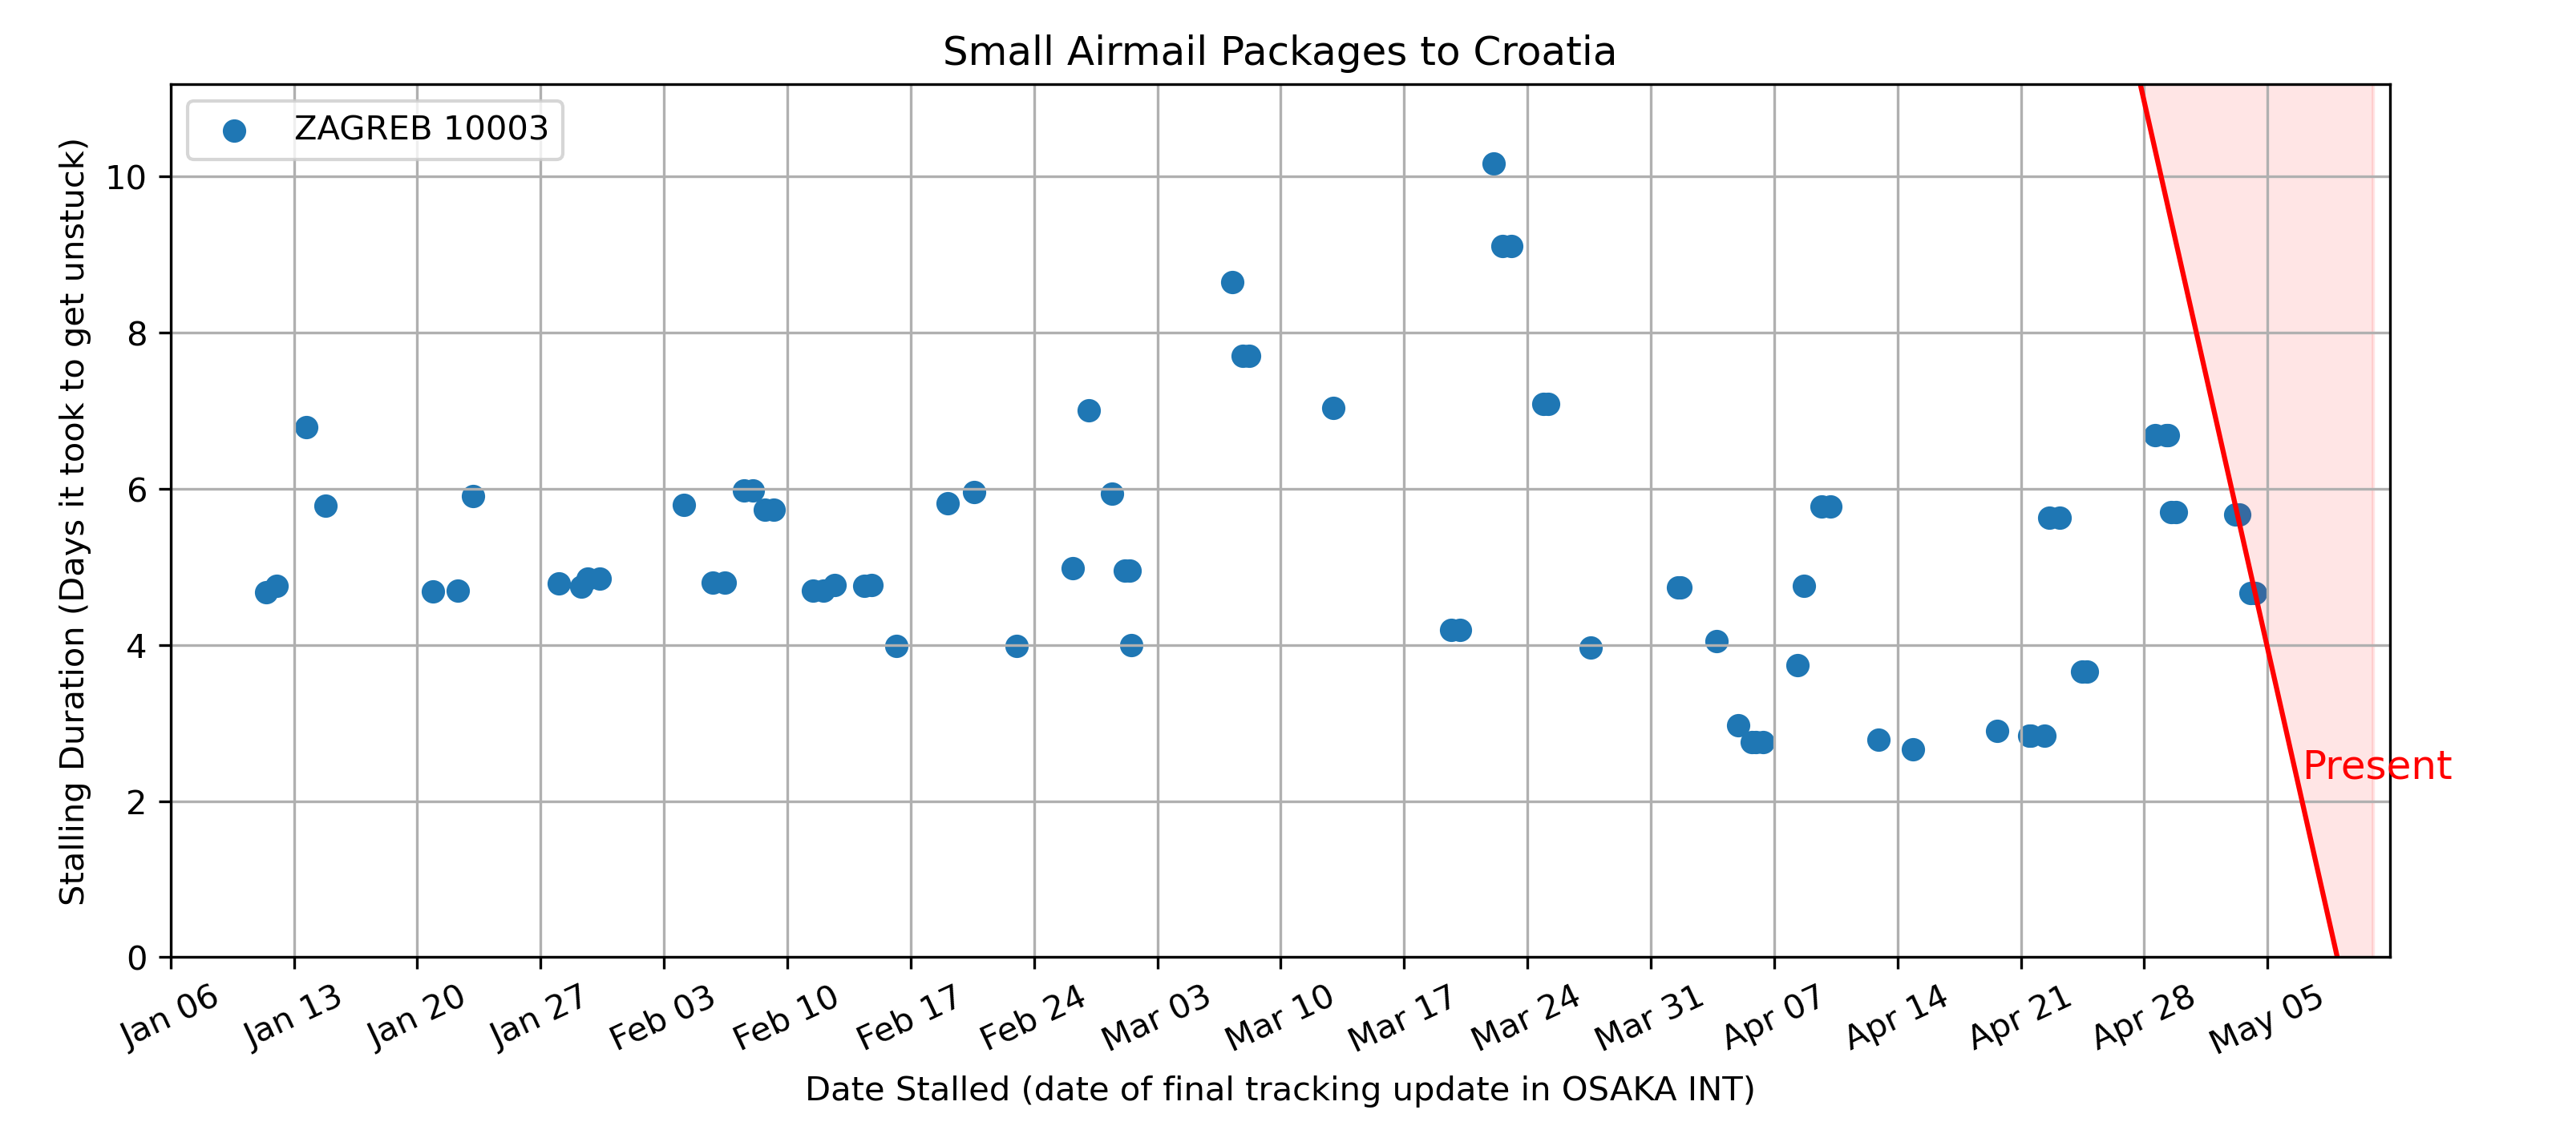 Small Airmail Packages to Croatia
ZAGREB 10003
Stalling Duration (Days it took to get unstuck)
10
8
6
4
2
0
Present
Jan 06
Jan 13
Jan 20
Jan 27
Feb 03
Feb 10
Feb 17
Feb 24
Mar 03
Mar 10
Mar 17
Mar 24
Mar 31
Apr 07
Apr 14
Apr 21
Apr 28
May 05
Date Stalled (date of final tracking update in OSAKA INT)